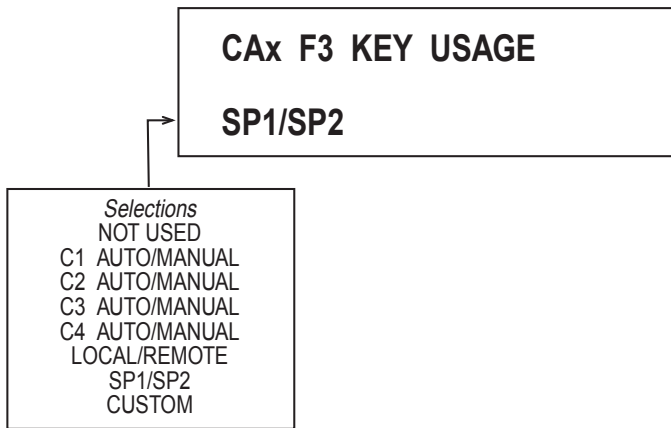 CAx F3 KEY USAGE
SP1/SP2
Selections
NOT USED
C1 AUTO/MANUAL
C2 AUTO/MANUAL
C3 AUTO/MANUAL
C4 AUTO/MANUAL
LOCAL/REMOTE
SP1/SP2
CUSTOM